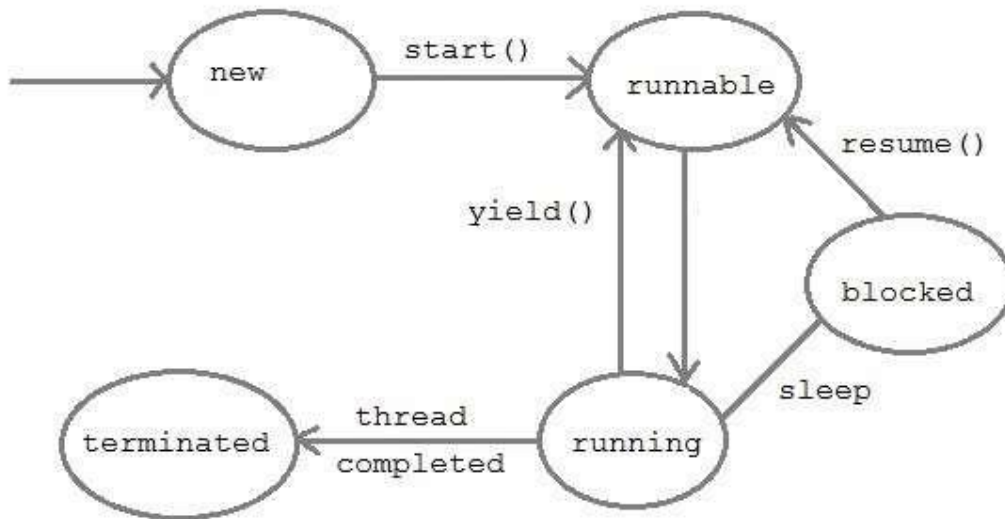 new
start()
runnable
resume()
yield()
blocked
sleep
thread
completed
terminated
running